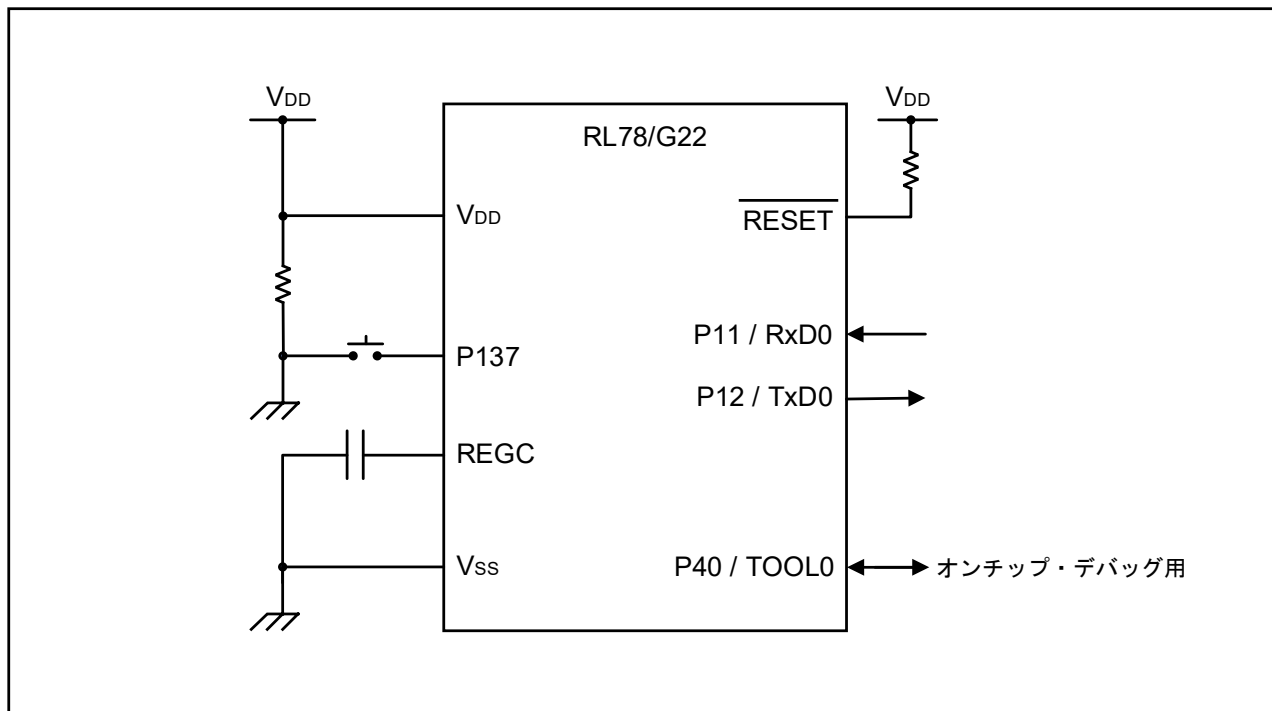 VDD
VDD
RL78/G22
VDD
RESET
P11 / RxD0
P137
P12 / TxD0
REGC
VSS
P40 / TOOL0
オンチップ・デバッグ用